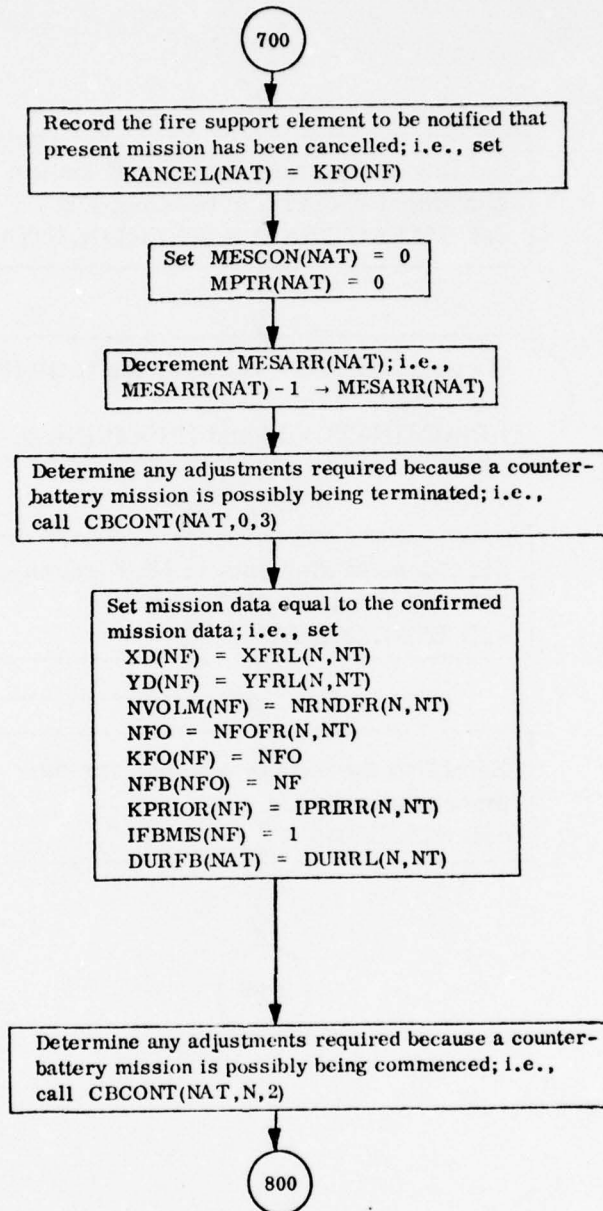 700
Record the fire support element to be notified that
present mission has been cancelled; i.e., set
KANCEL(NAT) = KFO(NF)
Set MESCON(NAT) = 0
MPTR(NAT) = 0
Decrement MESARR(NAT); i.e.,
MESARR(NAT) - 1 → MESARR(NAT)
Determine any adjustments required because a counter-
battery mission is possibly being terminated; i.e.,
call CBCONT(NAT,0,3)
Set mission data equal to the confirmed
mission data; i.e., set
XD(NF) = XFRL(N,NT)
YD(NF) = YFRL(N,NT)
NVOLM(NF) = NRNDFR(N,NT)
NFO = NFOFR(N,NT)
KFO(NF) = NFO
NFB(NFO) = NF
KPRIOR(NF) = IPRIRR(N,NT)
IFBMIS(NF) = 1
DURFB(NAT) = DURRL(N,NT)
Determine any adjustments required because a counter-
battery mission is possibly being commenced; i.e.,
call CBCONT(NAT,N,2)
800